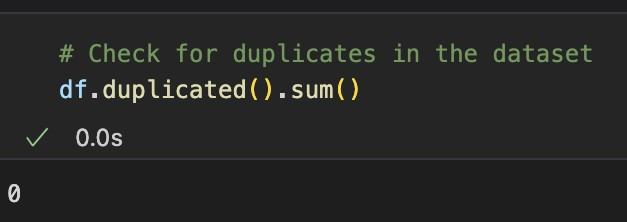 # Check for duplicates in the dataset
df.duplicated().sum()
✓ 0.0s
0